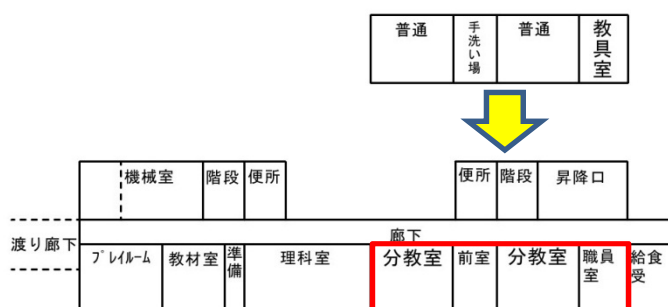 普通
手洗い場
普通
教具室
機械室
階段
便所
便所
階段
昇降口
渡り廊下
廊下
プレイルーム
教材室
準備
理科室
分教室
前室
分教室
職員室
給食受